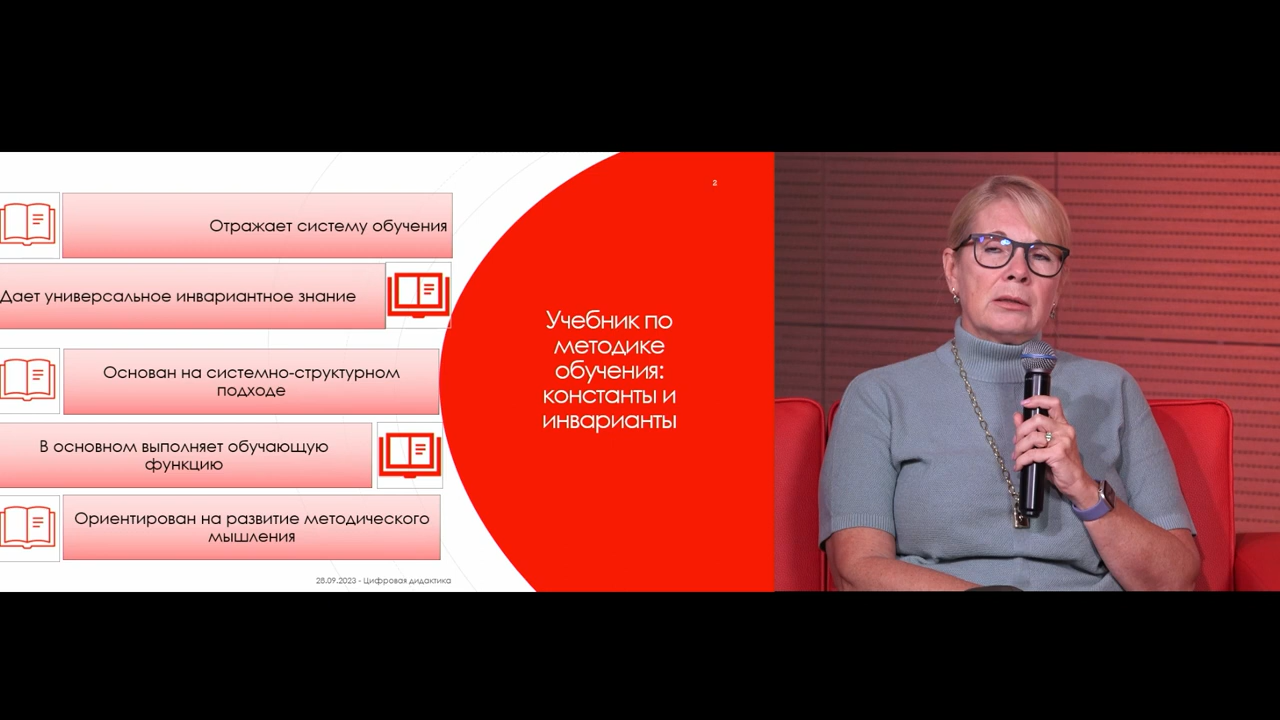 2
Отражает систему обучения
Дает универсальное инвариантное знание
Основан на системно-структурном
подходе
В основном выполняет обучающую
функцию
Ориентирован на развитие методического
мышления
Учебник по
методике
обучения:
константы и
инварианты
28.09.2023 - Цифровая дидактика